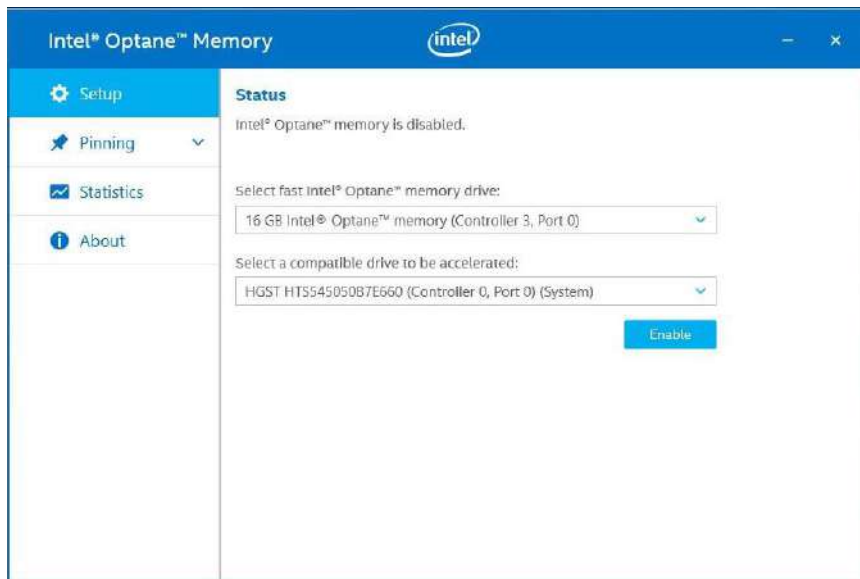 Intel® Optane™ Memory
intel
Setup
Pinning
Statistics
About
Status
Intel® Optane™ memory is disabled.
Select fast Intel® Optane™ memory drive:
16 GB Intel® Optane™ memory (Controller 3, Port 0)
Select a compatible drive to be accelerated:
HGST HTS545050B7E660 (Controller 0, Port 0) (System)
Enable